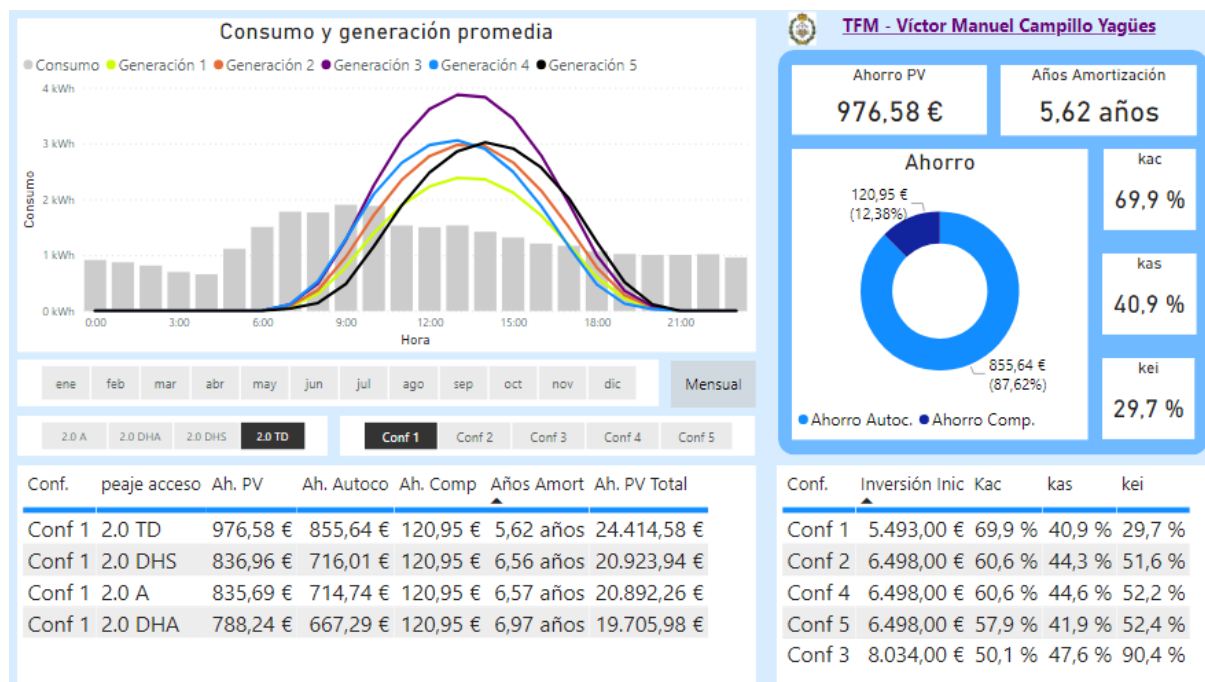 Consumo y generación promedia
Consumo Generación 1 Generación 2 Generación 3 Generación 4 Generación 5
4 kWh
3 kWh
2 kWh
1 kWh
0 kWh
Consumo
0:00 3:00 6:00 9:00 12:00 15:00 18:00 21:00
Hora
ene feb mar abr may jun jul ago sep oct nov dic Mensual
2.0 A 2.0 DHA 2.0 DHS 2.0 TD Conf 1 Conf 2 Conf 3 Conf 4 Conf 5
Conf. peaje acceso Ah. PV Ah. Autoco Ah. Comp Años Amort Ah. PV Total
Conf 1 2.0 TD 976,58 € 855,64 € 120,95 € 5,62 años 24.414,58 €
Conf 1 2.0 DHS 836,96 € 716,01 € 120,95 € 6,56 años 20.923,94 €
Conf 1 2.0 A 835,69 € 714,74 € 120,95 € 6,57 años 20.892,26 €
Conf 1 2.0 DHA 788,24 € 667,29 € 120,95 € 6,97 años 19.705,98 €
TFM - Víctor Manuel Campillo Yagües
Ahorro PV
976,58 €
Años Amortización
5,62 años
Ahorro
120,95 €
(12,38%)
855,64 €
(87,62%)
Ahorro Autoc. Ahorro Comp.
kac
69,9 %
kas
40,9 %
kei
29,7 %
Conf. Inversión Inic Kac kas kei
Conf 1 5.493,00 € 69,9 % 40,9 % 29,7 %
Conf 2 6.498,00 € 60,6 % 44,3 % 51,6 %
Conf 4 6.498,00 € 60,6 % 44,6 % 52,2 %
Conf 5 6.498,00 € 57,9 % 41,9 % 52,4 %
Conf 3 8.034,00 € 50,1 % 47,6 % 90,4 %